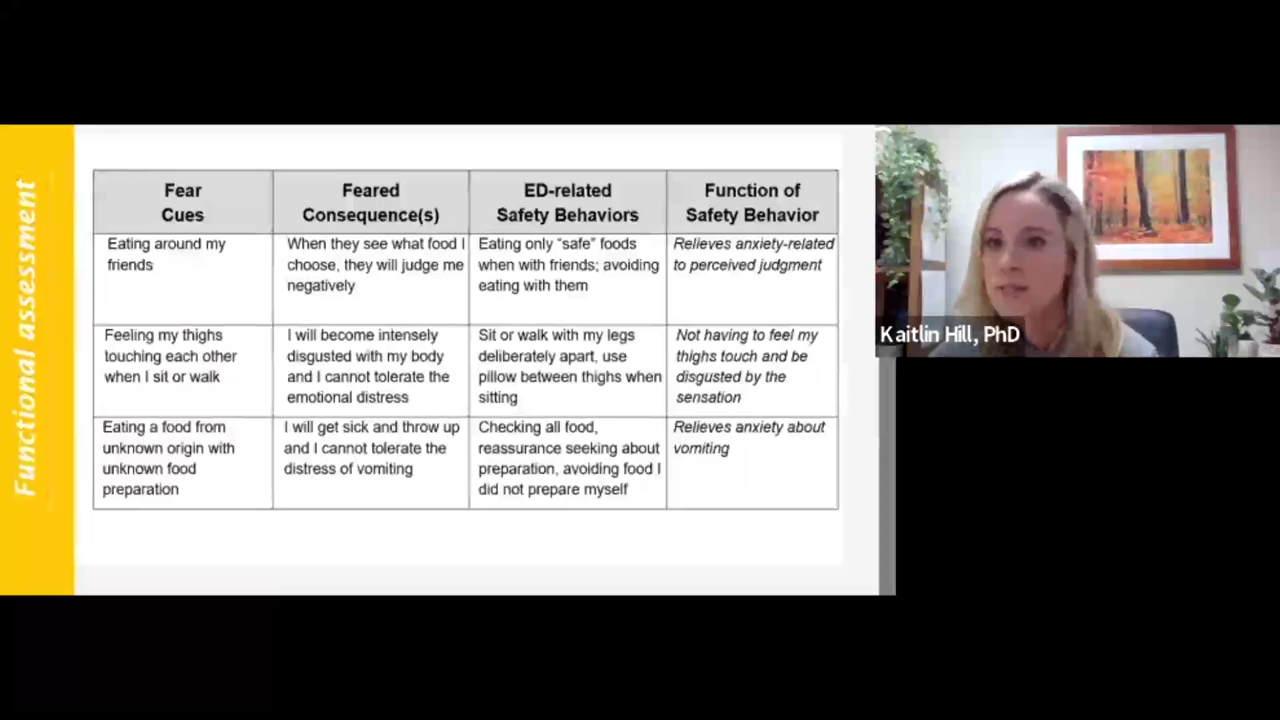 Functional assessment
Fear
Cues
Feared
Consequence(s)
ED-related
Safety Behaviors
Function of
Safety Behavior
Eating around my
friends
When they see what food I
choose, they will judge me
negatively
Eating only “safe” foods
when with friends; avoiding
eating with them
Relieves anxiety-related
to perceived judgment
Feeling my thighs
touching each other
when I sit or walk
I will become intensely
disgusted with my body
and I cannot tolerate the
emotional distress
Sit or walk with my legs
deliberately apart, use
pillow between thighs when
sitting
Not having to feel my
thighs touch and be
disgusted by the
sensation
Eating a food from
unknown origin with
unknown food
preparation
I will get sick and throw up
and I cannot tolerate the
distress of vomiting
Checking all food,
reassurance seeking about
preparation, avoiding food I
did not prepare myself
Relieves anxiety about
vomiting
Kaitlin Hill, PhD